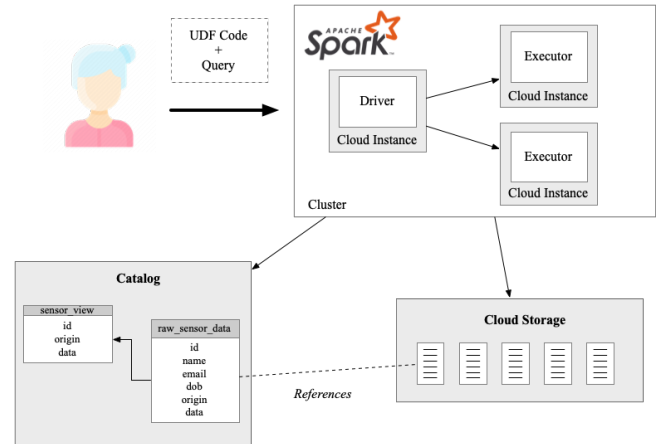 UDF Code
+
Query
APACHE
Spark
TM
Driver
Cloud Instance
Executor
Cloud Instance
Executor
Cloud Instance
Cluster
Catalog
sensor_view
id
origin
data
raw_sensor_data
id
name
email
dob
origin
data
References
Cloud Storage